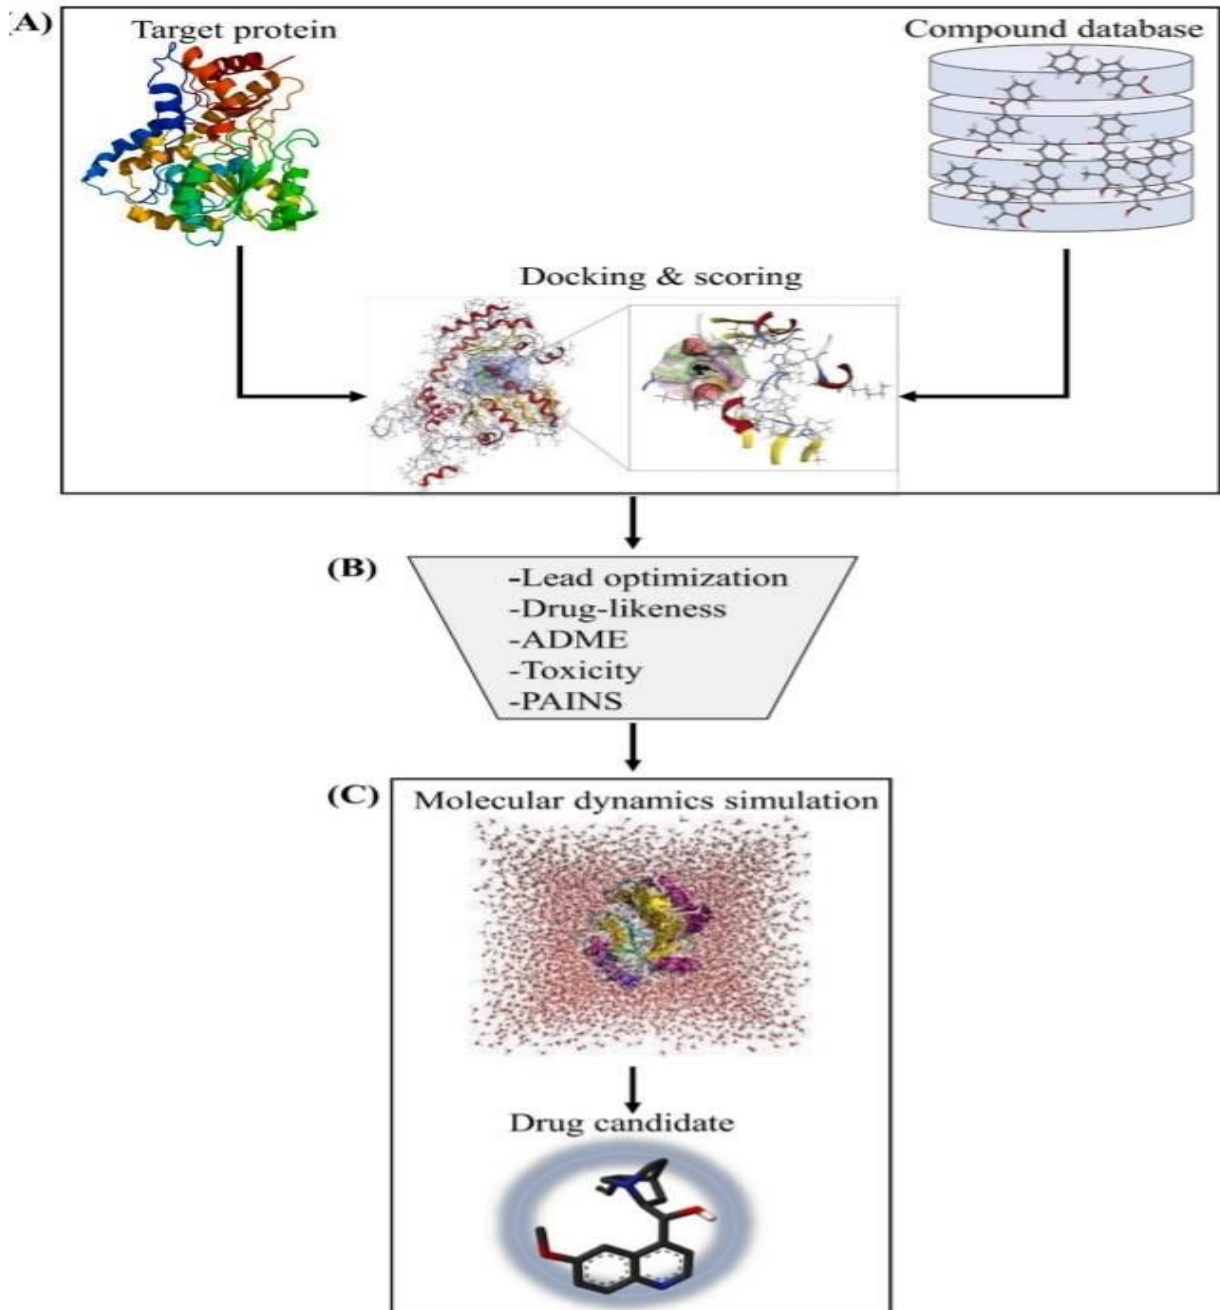 (A)
Target protein
Compound database
Docking & scoring
(B)
-Lead optimization
-Drug-likeness
-ADME
-Toxicity
-PAINS
(C)
Molecular dynamics simulation
Drug candidate